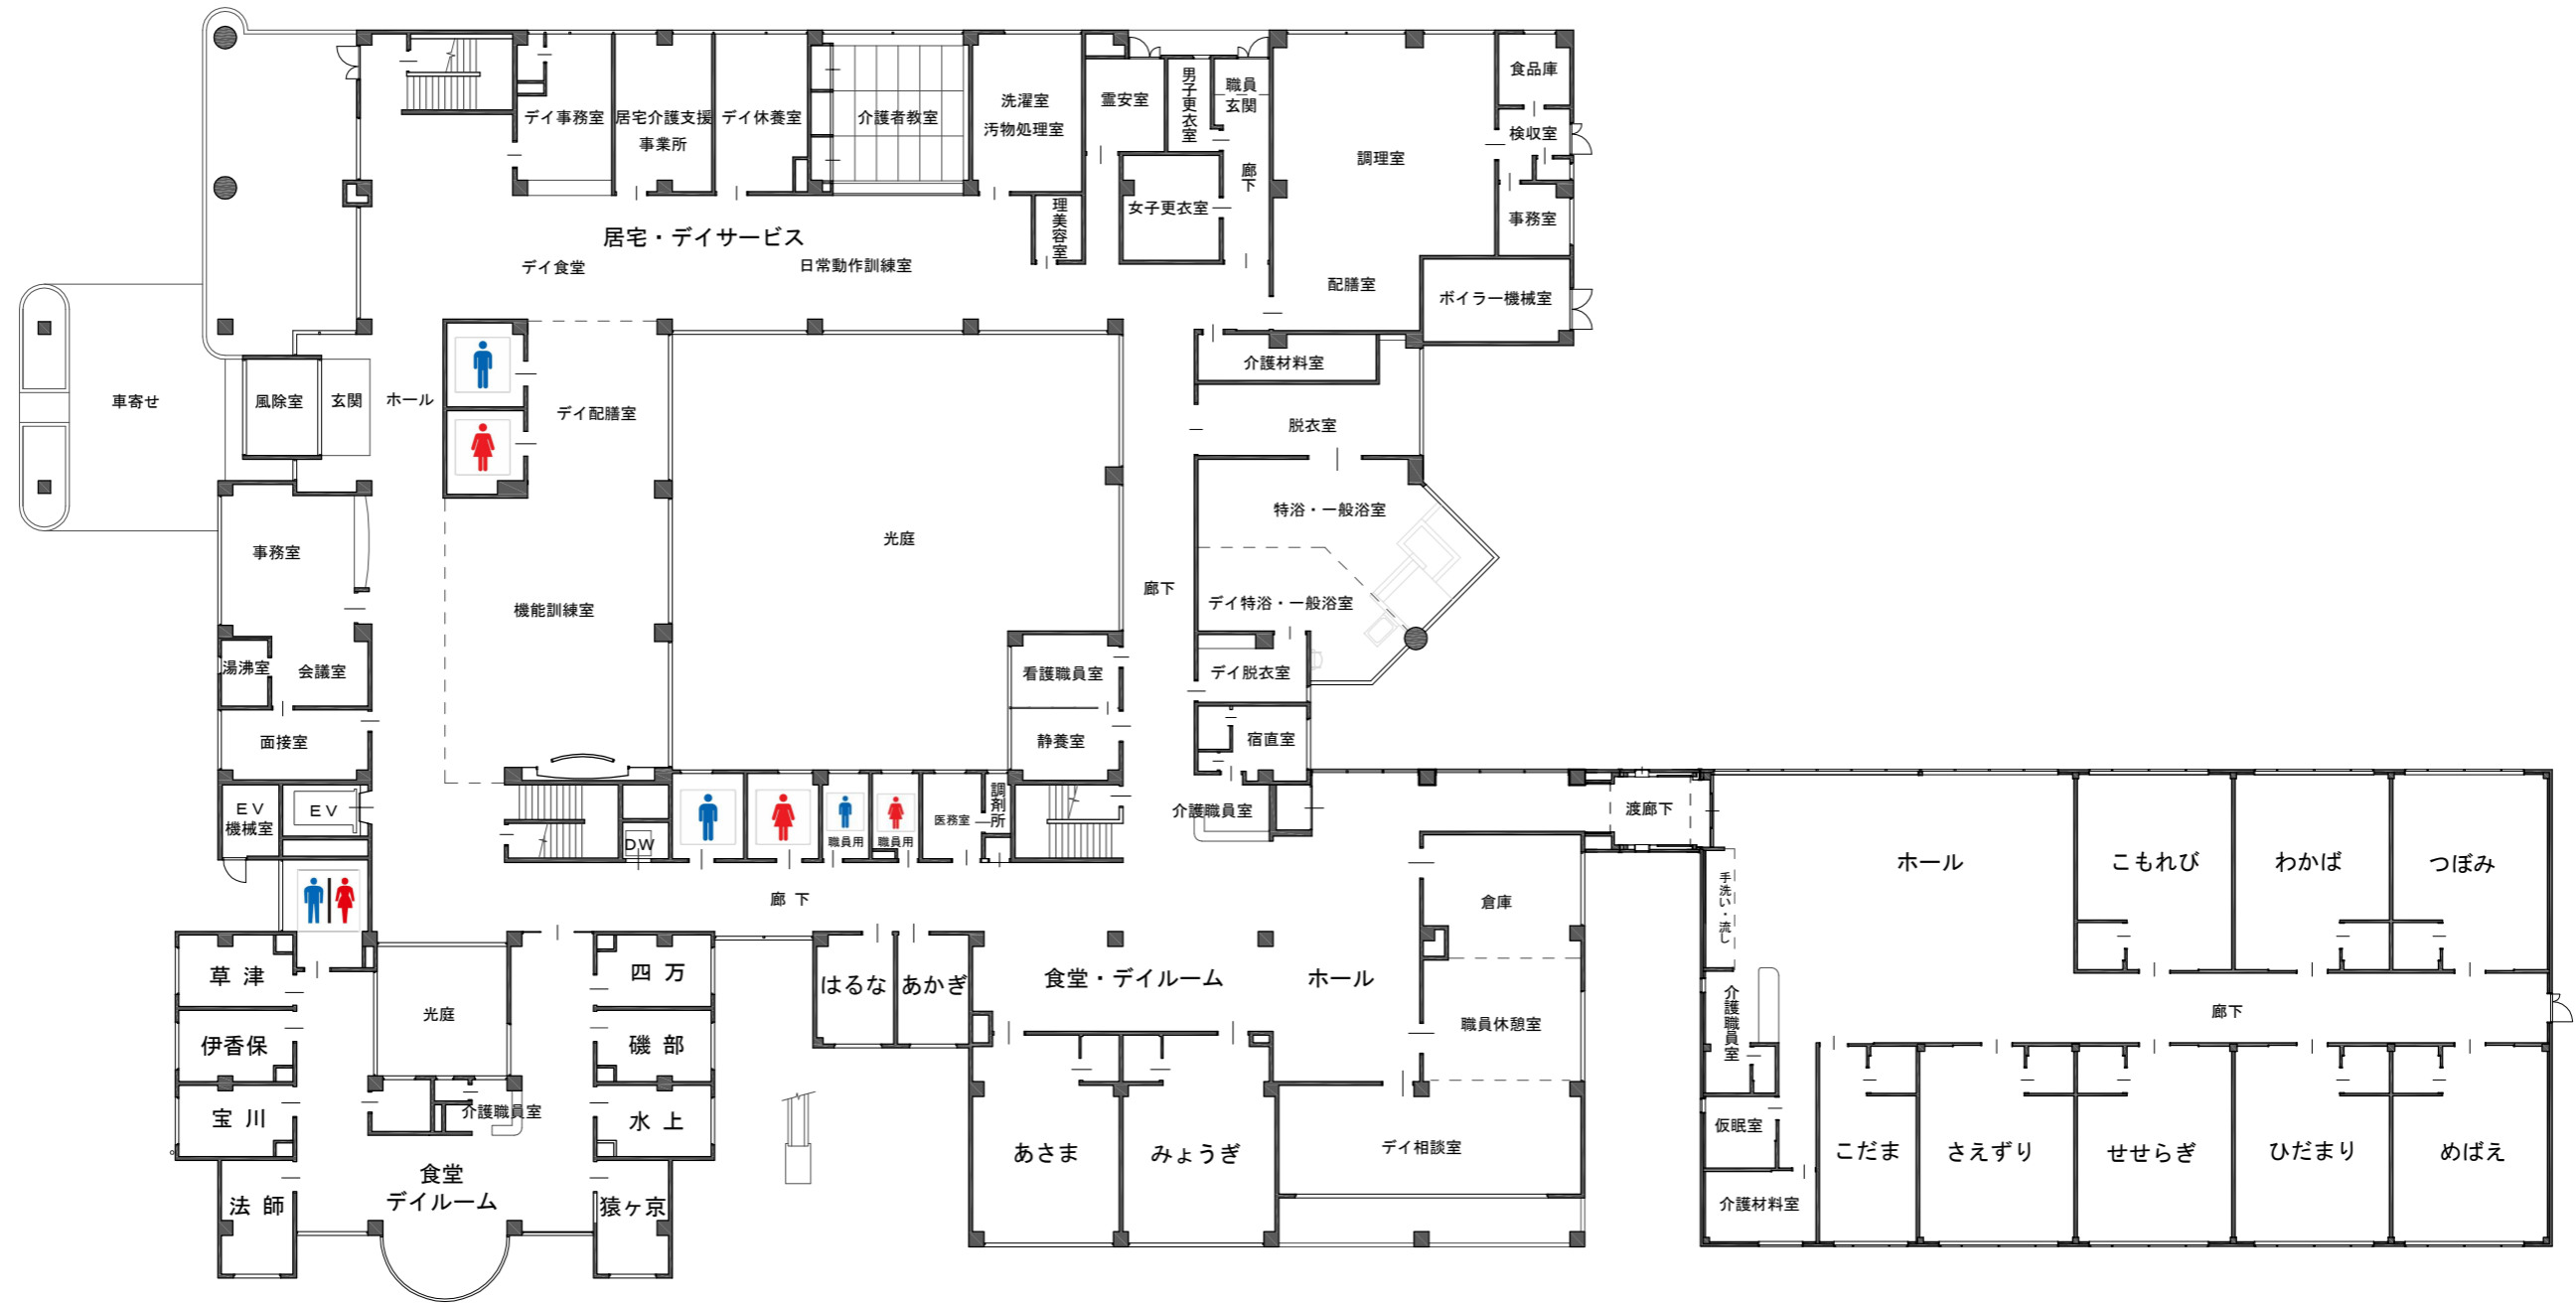 食品庫
男子更衣室
職員
玄関
洗濯室
汚物処理室
霊安室
デイ事務室
居宅介護支援
事業所
デイ休養室
介護者教室
検収室
調理室
廊下
女子更衣室
理美容室
事務室
居宅・デイサービス
デイ食堂
日常動作訓練室
配膳室
ボイラー機械室
介護材料室
車寄せ
風除室
玄関
ホール
デイ配膳室
脱衣室
特浴・一般浴室
光庭
事務室
廊下
機能訓練室
デイ特浴・一般浴室
湯沸室
会議室
看護職員室
デイ脱衣室
面接室
静養室
宿直室
EV
機械室
EV
DW
職員用
職員用
医務室
調剤所
介護職員室
渡廊下
ホール
こもれび
わかば
つぼみ
手洗い・流し
廊 下
倉庫
草 津
四 万
はるな
あかぎ
食堂・デイルーム
ホール
光庭
職員休憩室
介護職員室
廊下
伊香保
磯 部
宝 川
介護職員室
水 上
仮眠室
あさま
みょうぎ
デイ相談室
こだま
さえずり
せせらぎ
ひだまり
めばえ
食堂
デイルーム
法 師
猿ヶ京
介護材料室